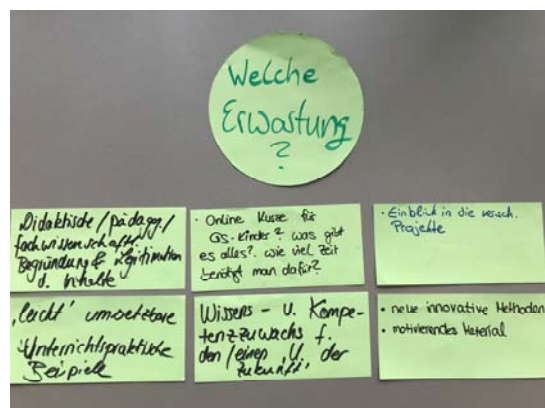 Welche
Erwartung
?
Didaktische / pädagog. /
fachwissenschaftl.
Begründung & Legitimation
d. Inhalte
· Online Kurse für
GS-Kinder? was gibt
es alles?. wie viel Zeit
benötigt man dafür?
· Einblick in die versch.
Projekte
"leicht" umsetzbare
Unterrichtspraktische
Beispiele
Wissens- u. Kompe-
tenzzuwachs f.
den/einen "U. der
Zukunft"
· neue innovative Methoden
· motivierendes Material